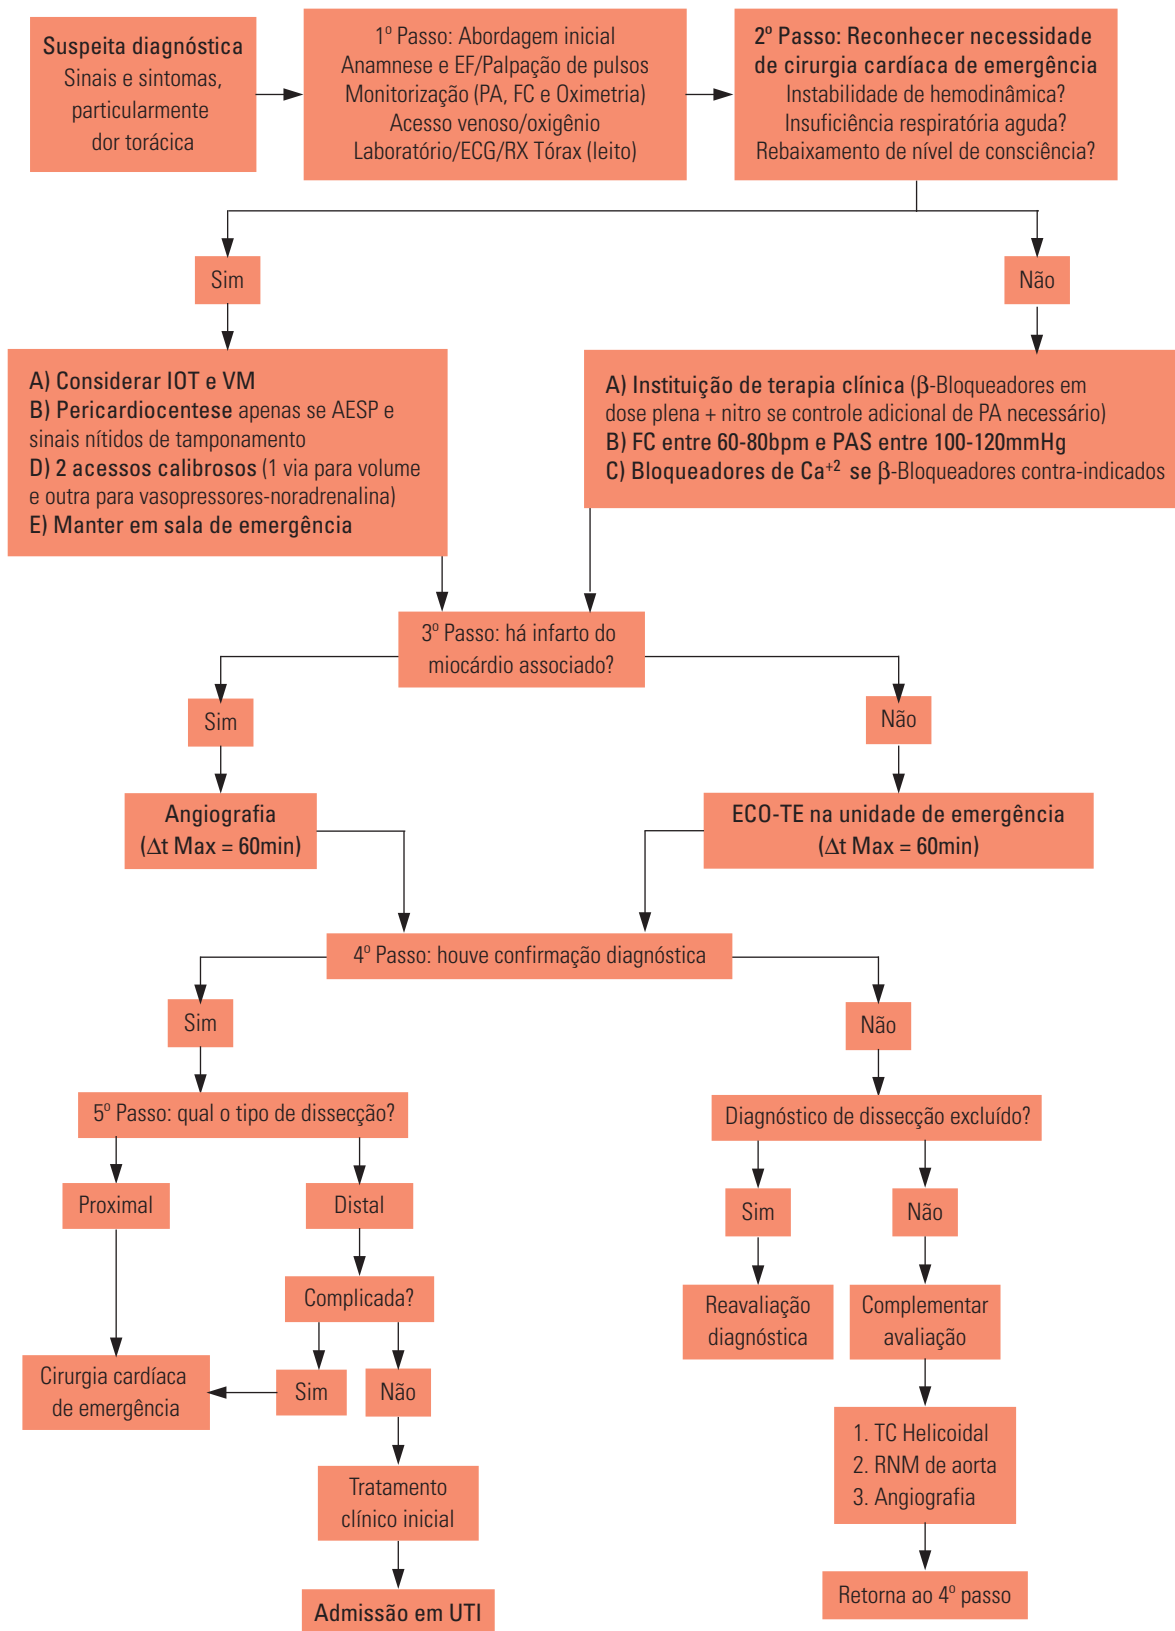 Suspeita diagnóstica
Sinais e sintomas,
particularmente
dor torácica
1º Passo: Abordagem inicial
Anamnese e EF/Palpação de pulsos
Monitorização (PA, FC e Oximetria)
Acesso venoso/oxigênio
Laboratório/ECG/RX Tórax (leito)
2º Passo: Reconhecer necessidade
de cirurgia cardíaca de emergência
Instabilidade de hemodinâmica?
Insuficiência respiratória aguda?
Rebaixamento de nível de consciência?
Sim
Não
A) Considerar IOT e VM
B) Pericardiocentese apenas se AESP e
sinais nítidos de tamponamento
D) 2 acessos calibrosos (1 via para volume
e outra para vasopressores-noradrenalina)
E) Manter em sala de emergência
A) Instituição de terapia clínica (β-Bloqueadores em
dose plena + nitro se controle adicional de PA necessário)
B) FC entre 60-80bpm e PAS entre 100-120mmHg
C) Bloqueadores de Ca⁺² se β-Bloqueadores contra-indicados
3º Passo: há infarto do
miocárdio associado?
Sim
Não
Angiografia
(Δt Max = 60min)
ECO-TE na unidade de emergência
(Δt Max = 60min)
4º Passo: houve confirmação diagnóstica
Sim
Não
5º Passo: qual o tipo de dissecção?
Diagnóstico de dissecção excluído?
Proximal
Distal
Sim
Não
Complicada?
Reavaliação
diagnóstica
Complementar
avaliação
Cirurgia cardíaca
de emergência
Sim
Não
1. TC Helicoidal
2. RNM de aorta
3. Angiografia
Tratamento
clínico inicial
Retorna ao 4º passo
Admissão em UTI